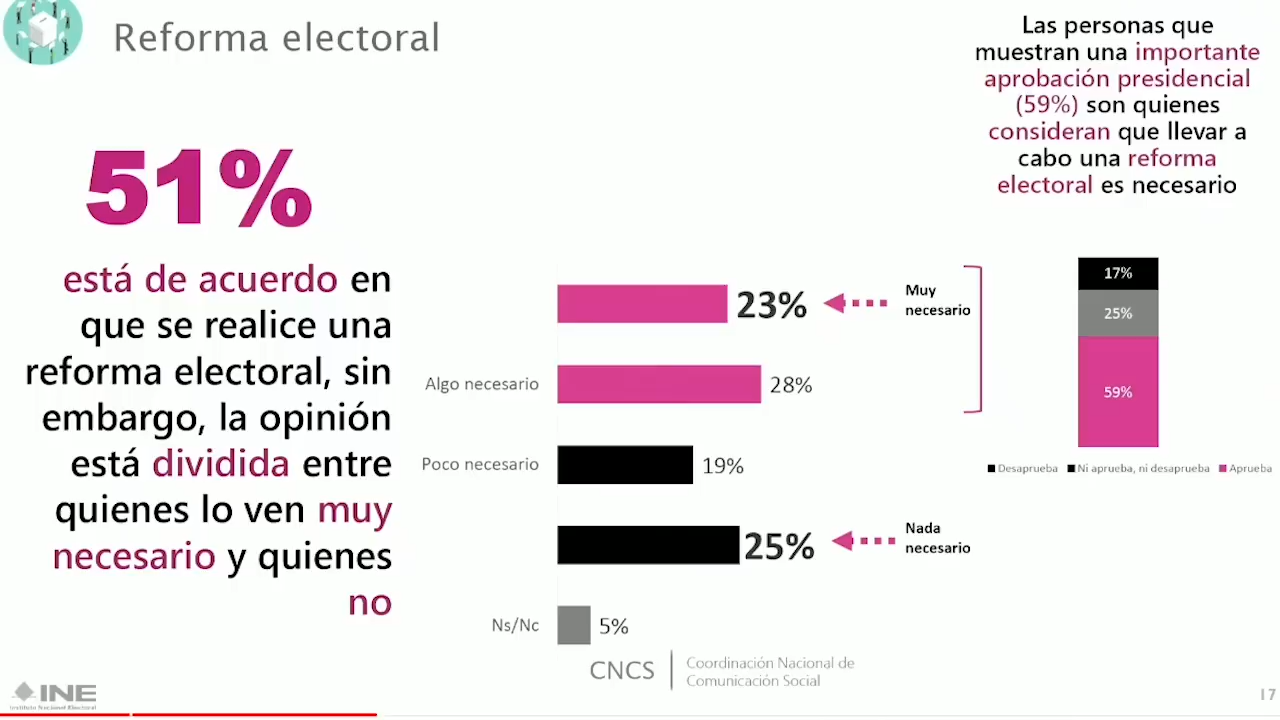 Reforma electoral
51%
está de acuerdo en
que se realice una
reforma electoral, sin
embargo, la opinión
está dividida entre
quienes lo ven muy
necesario y quienes
no
23%
Muy
necesario
Algo necesario
28%
Poco necesario
19%
25%
Nada
necesario
Ns/Nc
5%
Las personas que
muestran una importante
aprobación presidencial
(59%) son quienes
consideran que llevar a
cabo una reforma
electoral es necesario
17%
25%
59%
Desaprueba
Ni aprueba, ni desaprueba
Aprueba
CNCS
Coordinación Nacional de
Comunicación Social
INE
Instituto Nacional Electoral
17